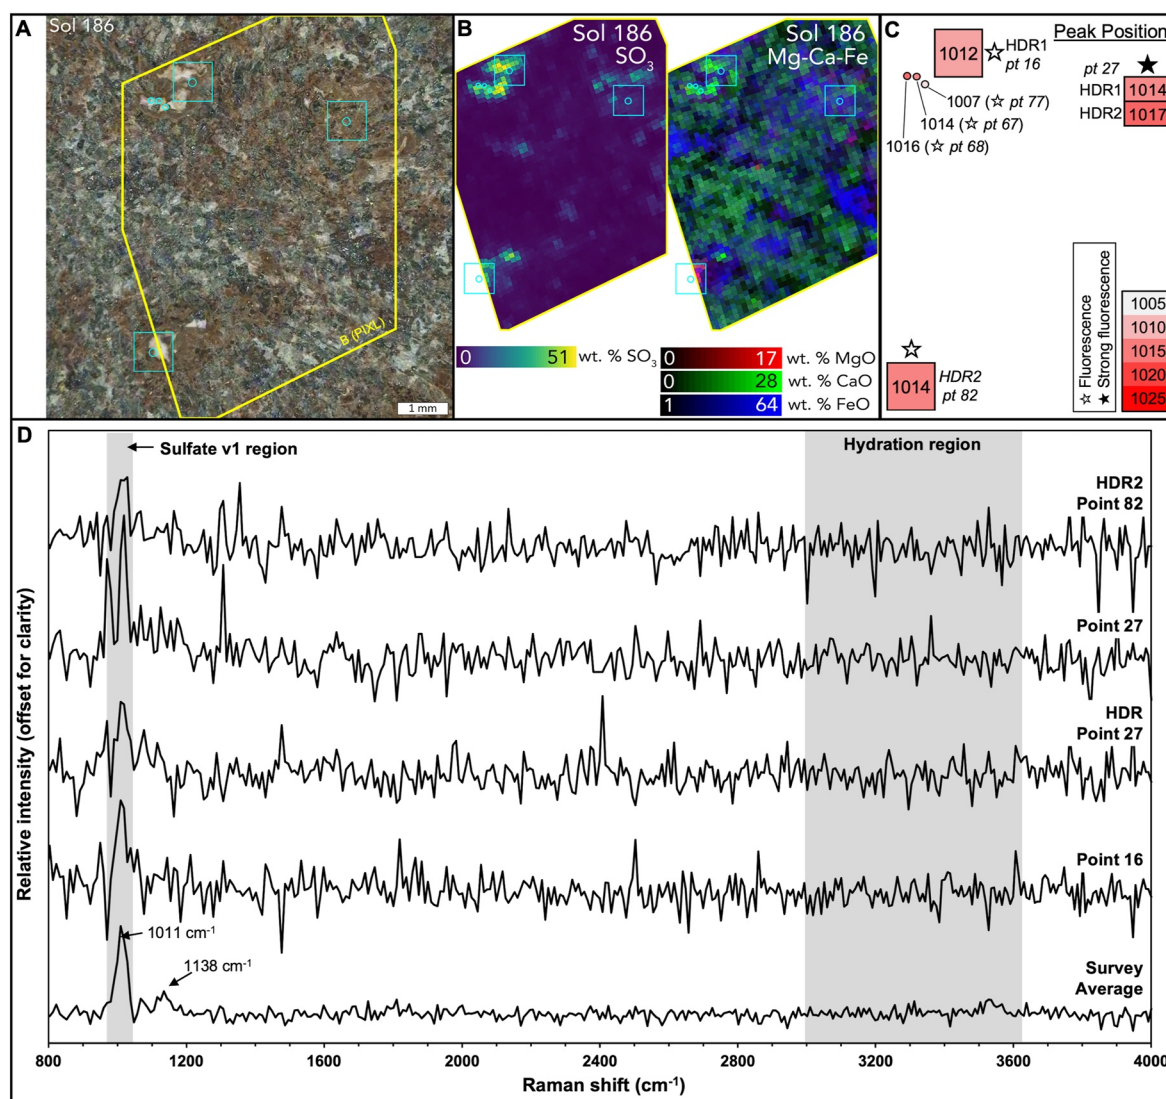 A
Sol 186
B (PIXL)
1 mm
B
Sol 186
SO3
Sol 186
Mg-Ca-Fe
0 51 wt. % SO3
0 17 wt. % MgO
0 28 wt. % CaO
1 64 wt. % FeO
C
1012 ☆ HDR1
pt 16
1007 (☆ pt 77)
1014 (☆ pt 67)
1016 (☆ pt 68)
Peak Position
pt 27 ★
HDR1 1014
HDR2 1017
☆
1014 HDR2
pt 82
☆ Fluorescence
★ Strong fluorescence
1005
1010
1015
1020
1025
D
Sulfate v1 region
Hydration region
HDR2
Point 82
Point 27
HDR
Point 27
Point 16
1011 cm-1
1138 cm-1
Survey
Average
Relative intensity (offset for clarity)
800 1200 1600 2000 2400 2800 3200 3600 4000
Raman shift (cm-1)